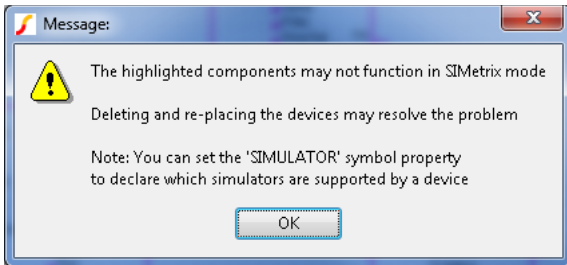 Message:
The highlighted components may not function in SIMetrix mode
Deleting and re-placing the devices may resolve the problem
Note: You can set the 'SIMULATOR' symbol property
to declare which simulators are supported by a device
OK